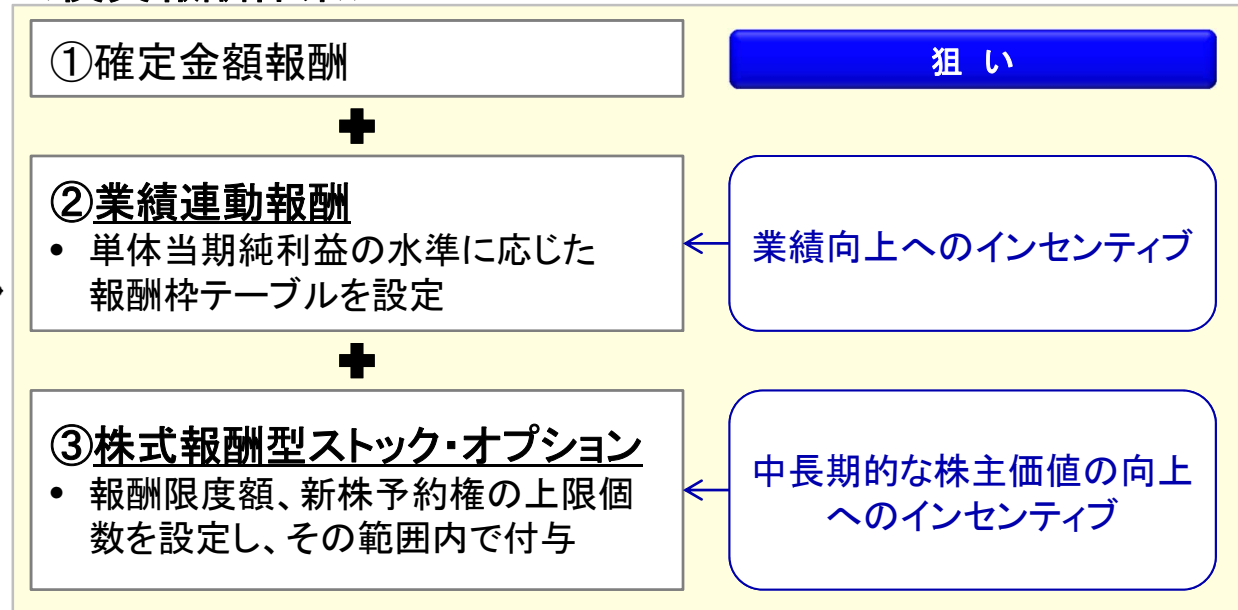 ①確定金額報酬
狙 い
②業績連動報酬
• 単体当期純利益の水準に応じた
報酬枠テーブルを設定
業績向上へのインセンティブ
③株式報酬型ストック・オプション
• 報酬限度額、新株予約権の上限個
数を設定し、その範囲内で付与
中長期的な株主価値の向上
へのインセンティブ